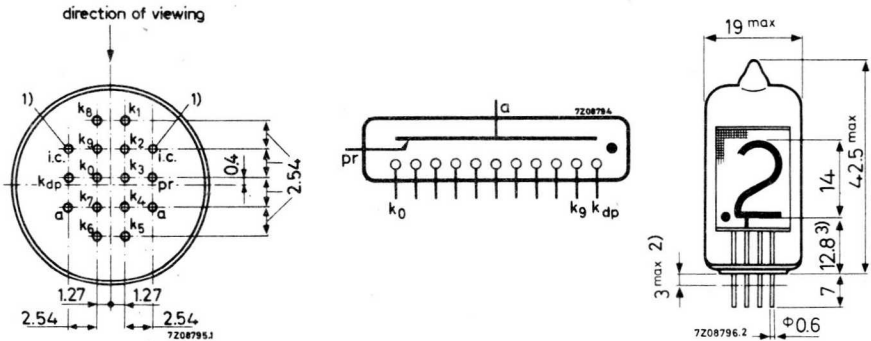 direction of viewing
1)
1)
k8 k1
k9 k2
i.c. i.c.
k0 k3
kdp pr
k7 k4
a a
k6 k5
0.4
2.54
1.27 1.27
2.54 2.54
7Z08795.1
a
7Z08794
pr
k0 k9 kdp
19 max
2
14
42.5 max
12.8 3)
3 max 2)
7
Φ0.6
7Z08796.2